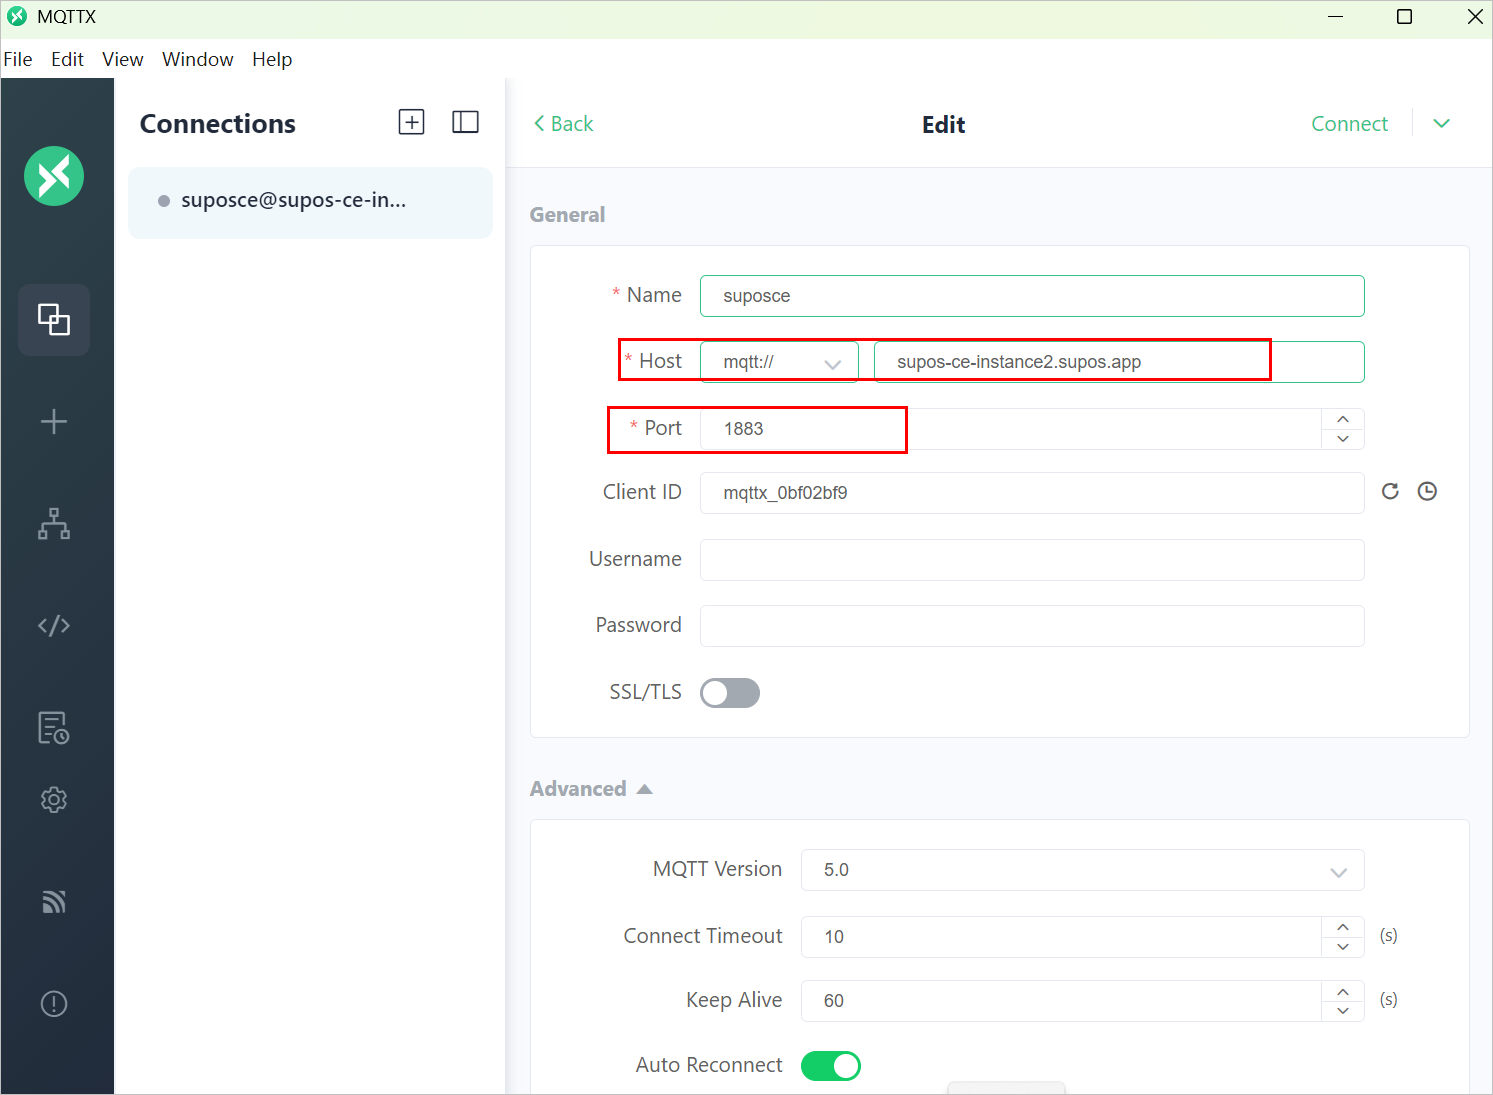 MQTTX
File Edit View Window Help
Connections
suposce@supos-ce-in...
Back
Edit
Connect
General
* Name suposce
* Host mqtt:// supos-ce-instance2.supos.app
* Port 1883
Client ID mqttx_0bf02bf9
Username
Password
SSL/TLS
Advanced
MQTT Version 5.0
Connect Timeout 10 (s)
Keep Alive 60 (s)
Auto Reconnect